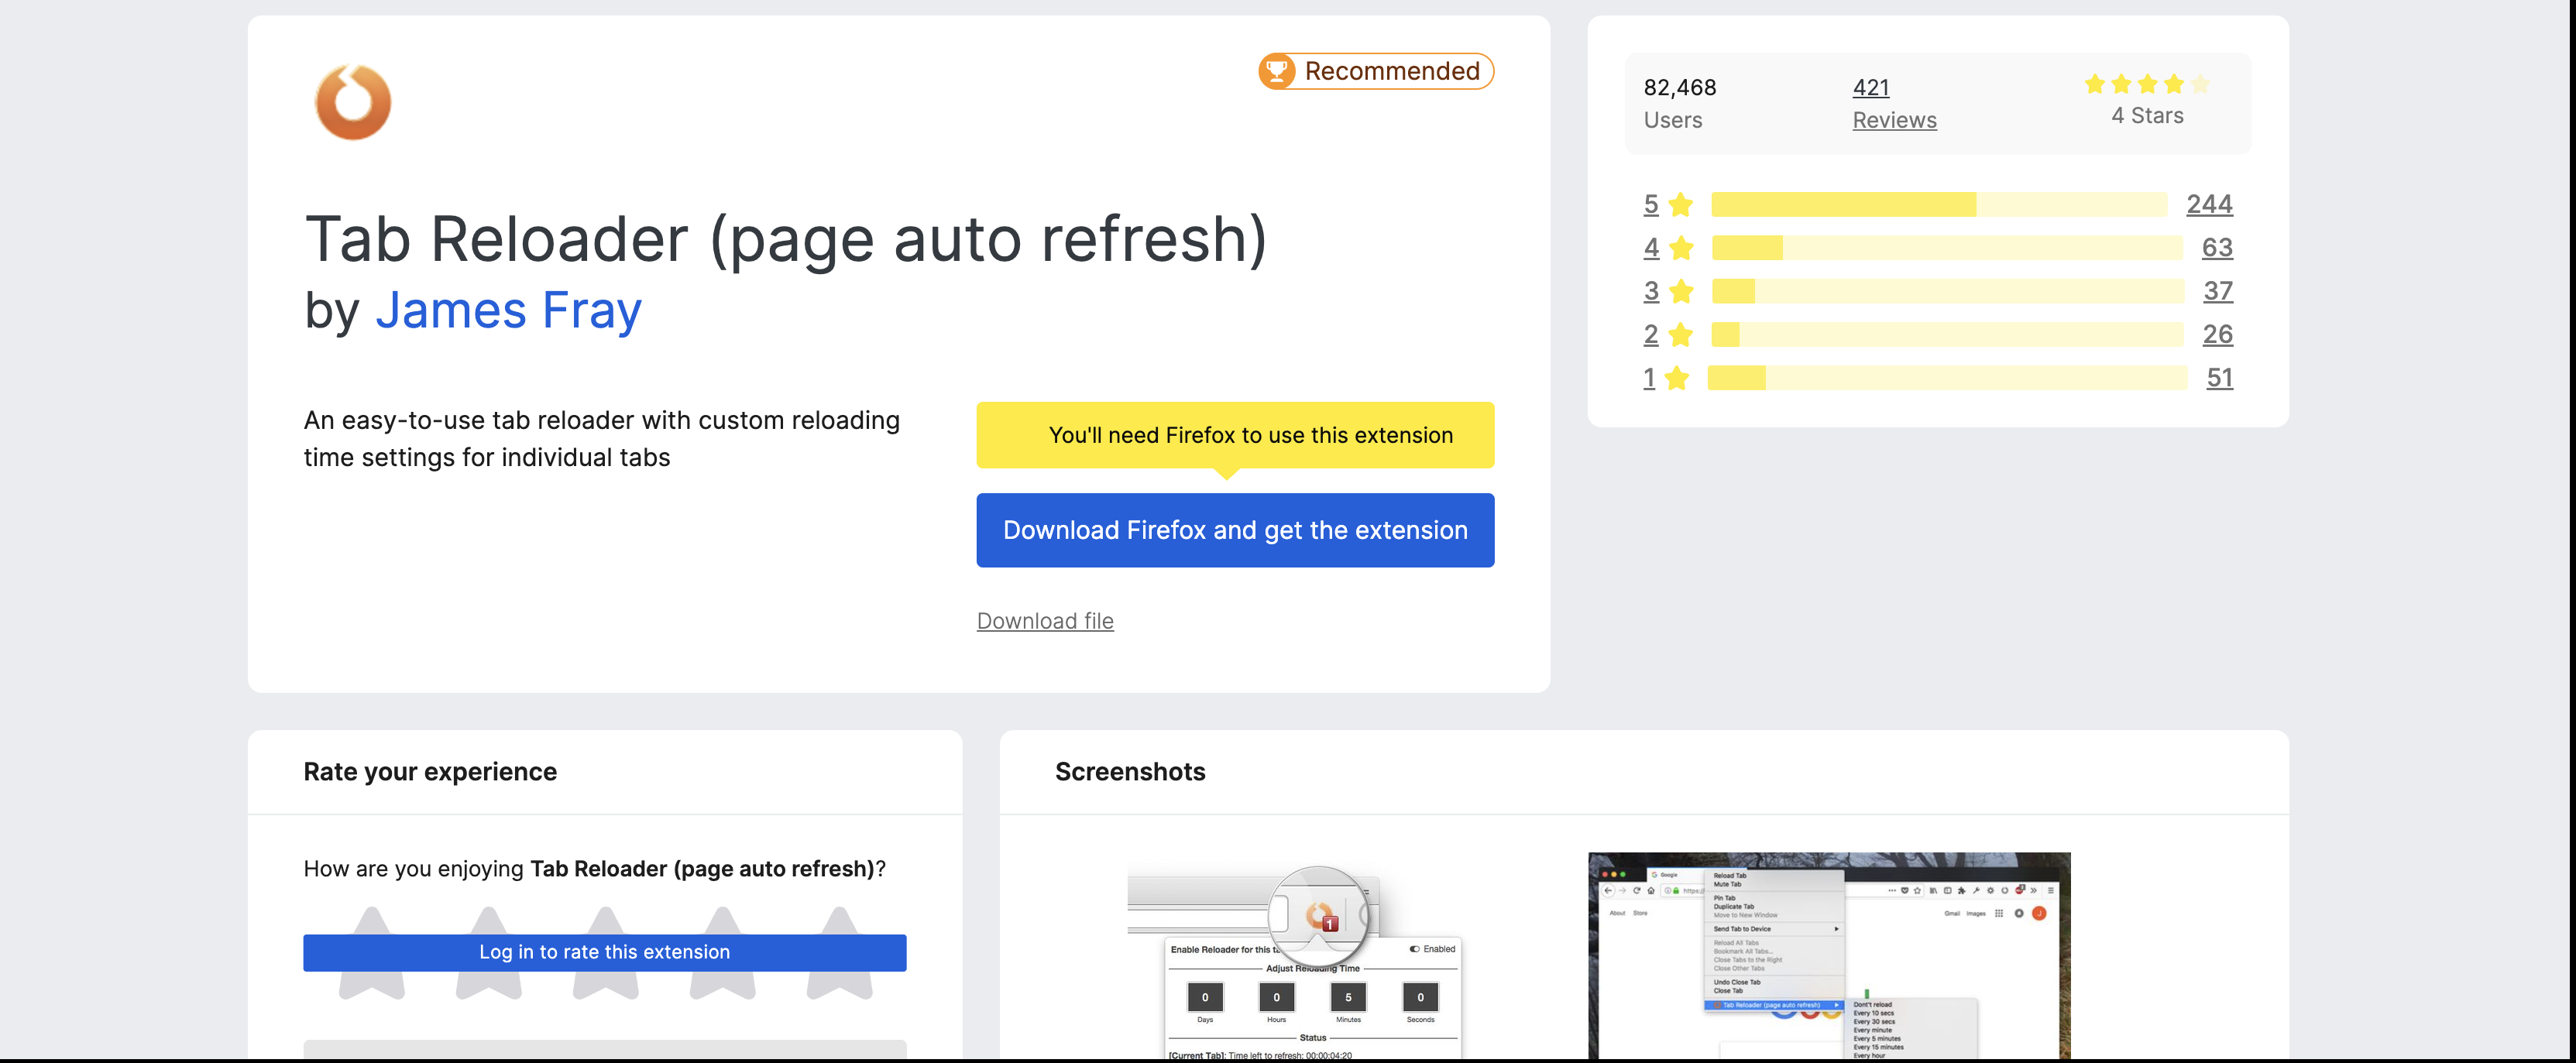 Recommended
Tab Reloader (page auto refresh)
by James Fray
An easy-to-use tab reloader with custom reloading
time settings for individual tabs
You'll need Firefox to use this extension
Download Firefox and get the extension
Download file
82,468
Users
421
Reviews
4 Stars
5 244
4 63
3 37
2 26
1 51
Rate your experience
How are you enjoying Tab Reloader (page auto refresh)?
Log in to rate this extension
Screenshots
1
Enable Reloader for this
Enabled
Adjust Reloading Time
0 0 5 0
Days Hours Minutes Seconds
Status
[Current Tab]: Time left to refresh: 00:00:04:20
Google
https:/
About Store
Gmail Images
J
Reload Tab
Mute Tab
Pin Tab
Duplicate Tab
Move to New Window
Send Tab to Device
Reload All Tabs
Bookmark All Tabs...
Close Tabs to the Right
Close Other Tabs
Undo Close Tab
Close Tab
Tab Reloader (page auto refresh)
Don't reload
Every 10 secs
Every 30 secs
Every minute
Every 5 minutes
Every 15 minutes
Every hour